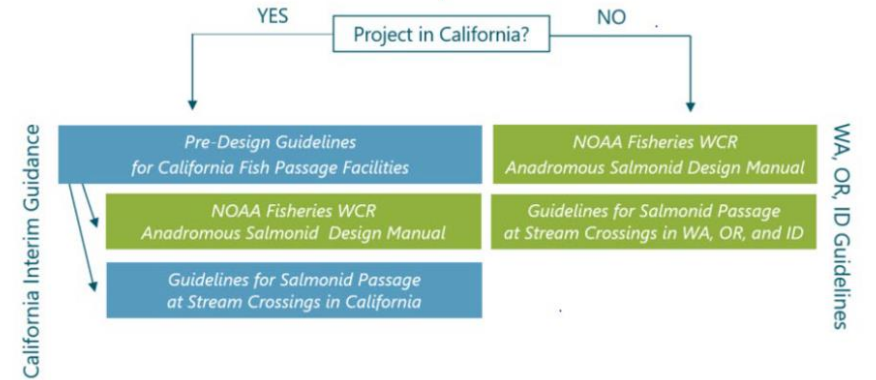 YES
Project in California?
NO
California Interim Guidance
Pre-Design Guidelines
for California Fish Passage Facilities
NOAA Fisheries WCR
Anadromous Salmonid Design Manual
Guidelines for Salmonid Passage
at Stream Crossings in California
NOAA Fisheries WCR
Anadromous Salmonid Design Manual
Guidelines for Salmonid Passage
at Stream Crossings in WA, OR, and ID
WA, OR, ID Guidelines